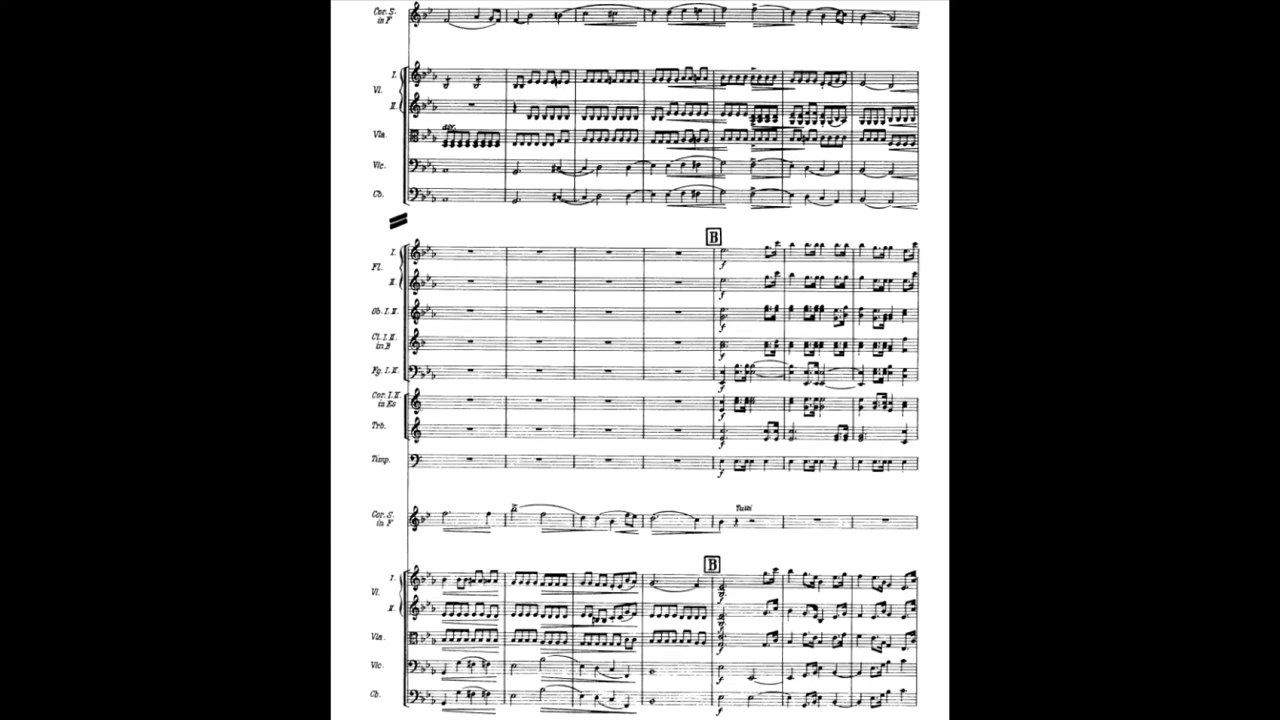 Cor. S.
in F
I.
Vl.
II.
Vla.
Vlc.
Cb.
B
I.
Fl.
II.
Ob. I. II.
Cl. I. II.
in B
Fg. I. II.
Cor. I. II.
in Es
Trb.
Timp.
f
f
f
f
f
f
f
Cor. S.
in F
Tutti
B
I.
Vl.
II.
Vla.
Vlc.
Cb.
f
f